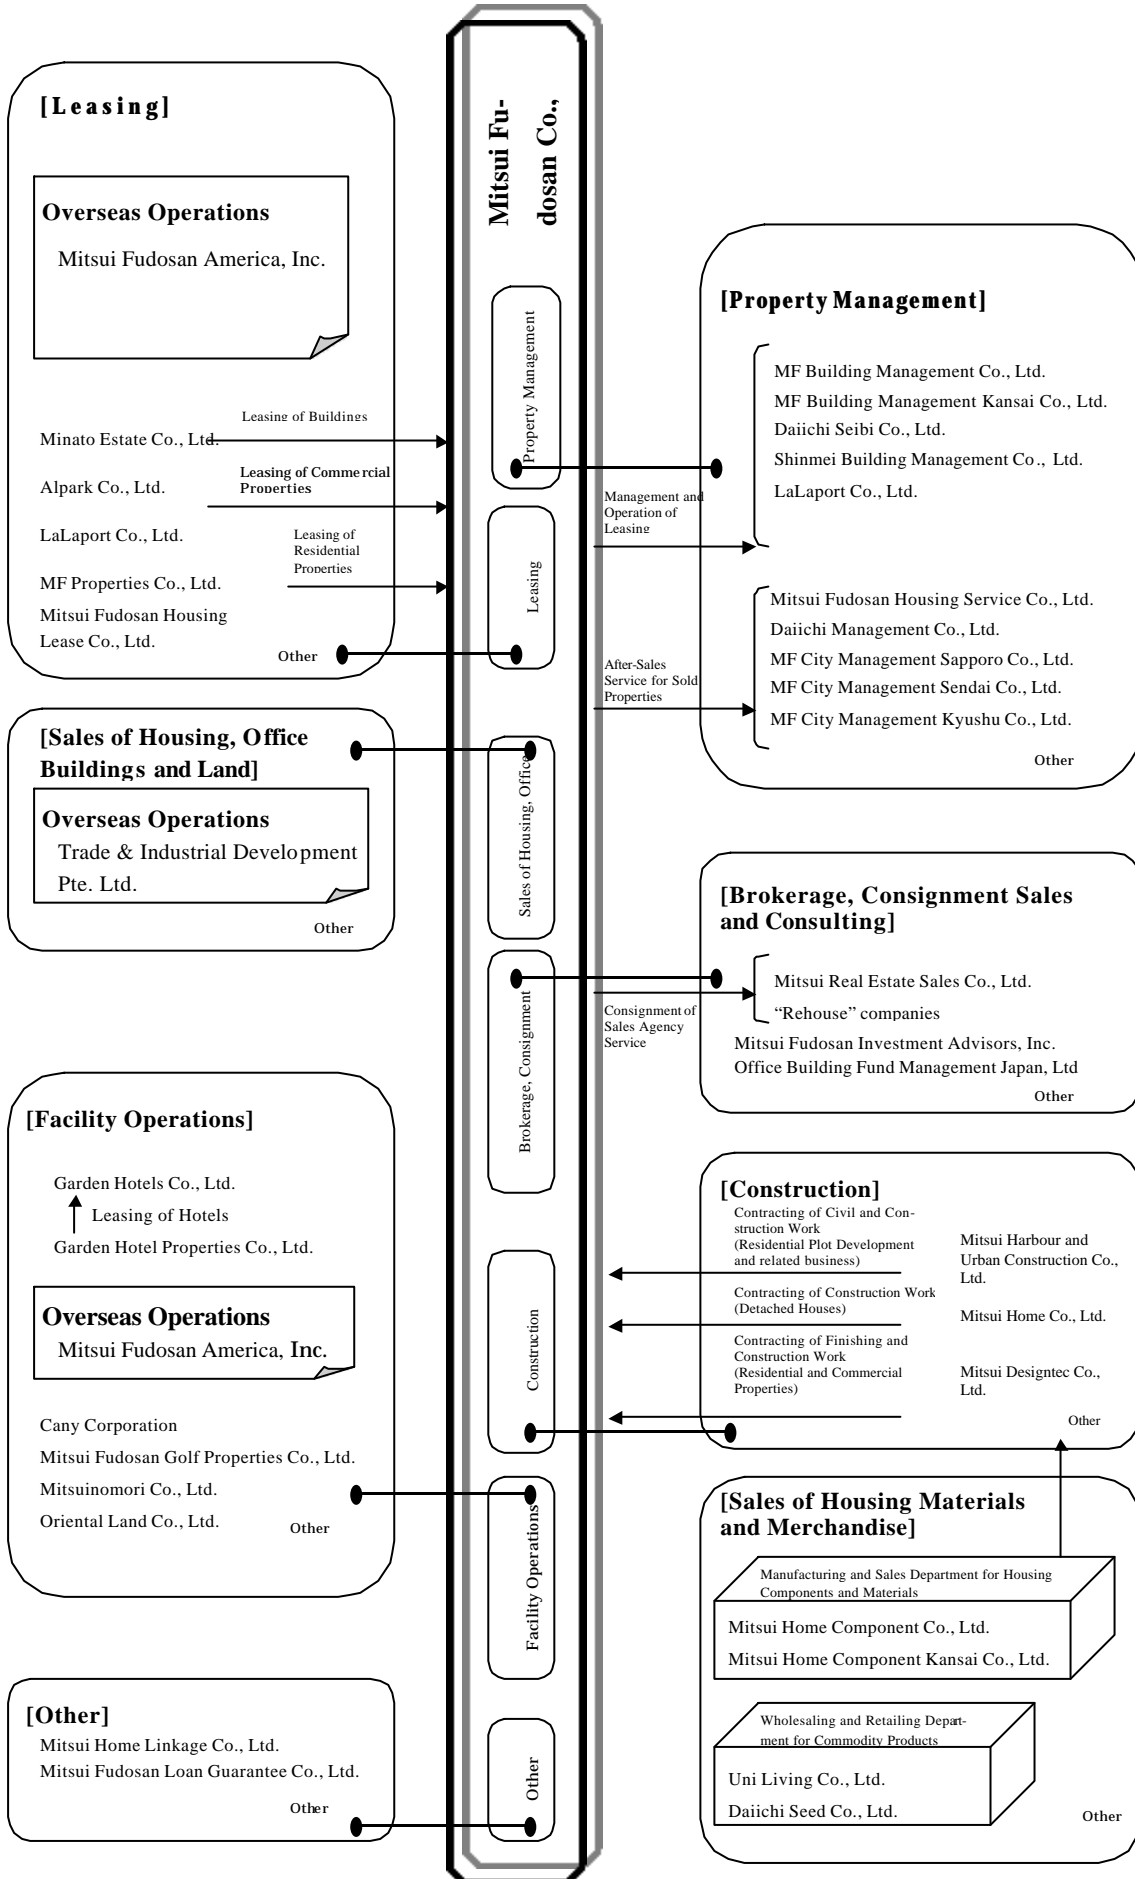 [Leasing]
Overseas Operations
Mitsui Fudosan America, Inc.
Leasing of Buildings
Minato Estate Co., Ltd.
Leasing of Commercial
Properties
Alpark Co., Ltd.
LaLaport Co., Ltd.
Leasing of
Residential
Properties
MF Properties Co., Ltd.
Mitsui Fudosan Housing
Lease Co., Ltd.
Other
[Sales of Housing, Office
Buildings and Land]
Overseas Operations
Trade & Industrial Development
Pte. Ltd.
Other
[Facility Operations]
Garden Hotels Co., Ltd.
Leasing of Hotels
Garden Hotel Properties Co., Ltd.
Overseas Operations
Mitsui Fudosan America, Inc.
Cany Corporation
Mitsui Fudosan Golf Properties Co., Ltd.
Mitsuinomori Co., Ltd.
Oriental Land Co., Ltd.
Other
[Other]
Mitsui Home Linkage Co., Ltd.
Mitsui Fudosan Loan Guarantee Co., Ltd.
Other
Mitsui Fu-
dosan Co.,
Property Management
Leasing
Sales of Housing, Office
Brokerage, Consignment
Construction
Facility Operations
Other
Management and
Operation of
Leasing
After-Sales
Service for Sold
Properties
Consignment of
Sales Agency
Service
[Property Management]
MF Building Management Co., Ltd.
MF Building Management Kansai Co., Ltd.
Daiichi Seibi Co., Ltd.
Shinmei Building Management Co., Ltd.
LaLaport Co., Ltd.
Mitsui Fudosan Housing Service Co., Ltd.
Daiichi Management Co., Ltd.
MF City Management Sapporo Co., Ltd.
MF City Management Sendai Co., Ltd.
MF City Management Kyushu Co., Ltd.
Other
[Brokerage, Consignment Sales
and Consulting]
Mitsui Real Estate Sales Co., Ltd.
“Rehouse” companies
Mitsui Fudosan Investment Advisors, Inc.
Office Building Fund Management Japan, Ltd
Other
[Construction]
Contracting of Civil and Con-
struction Work
(Residential Plot Development
and related business)
Mitsui Harbour and
Urban Construction Co.,
Ltd.
Contracting of Construction Work
(Detached Houses)
Mitsui Home Co., Ltd.
Contracting of Finishing and
Construction Work
(Residential and Commercial
Properties)
Mitsui Designtec Co.,
Ltd.
Other
[Sales of Housing Materials
and Merchandise]
Manufacturing and Sales Department for Housing
Components and Materials
Mitsui Home Component Co., Ltd.
Mitsui Home Component Kansai Co., Ltd.
Wholesaling and Retailing Depart-
ment for Commodity Products
Uni Living Co., Ltd.
Daiichi Seed Co., Ltd.
Other